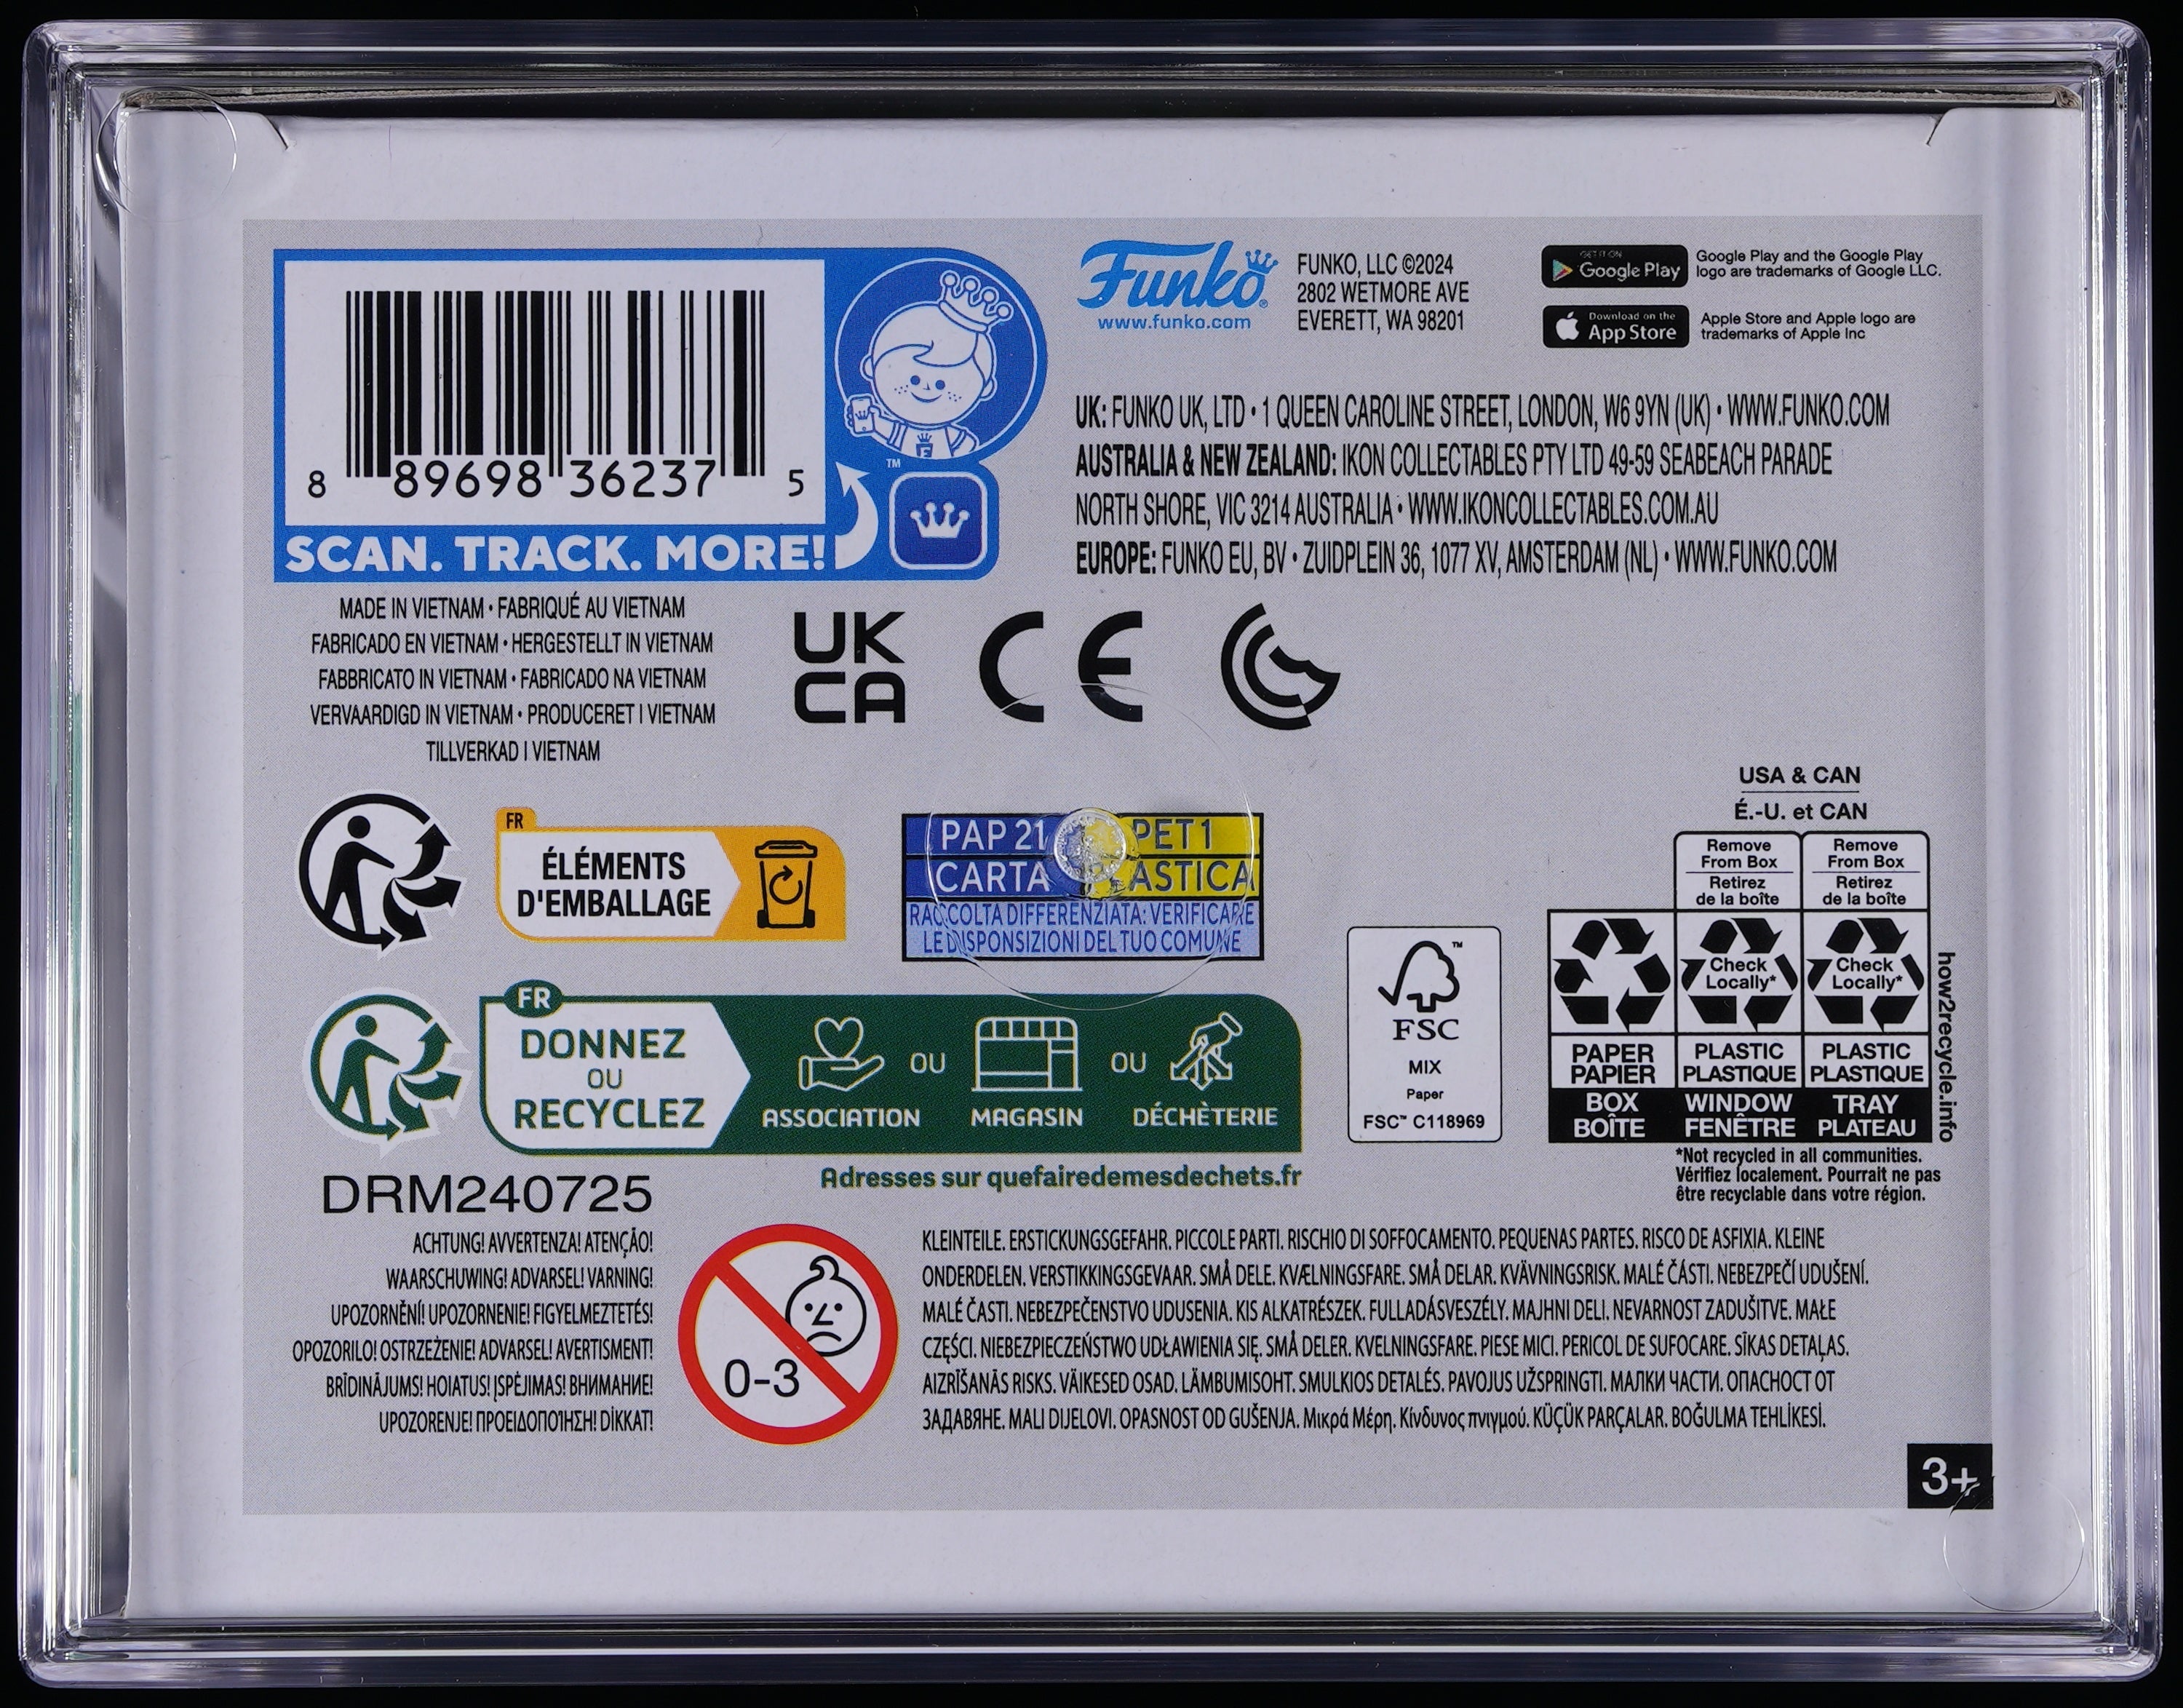 8 89698 36237 5
SCAN. TRACK. MORE!
™
F
Funko®
www.funko.com
FUNKO, LLC ©2024
2802 WETMORE AVE
EVERETT, WA 98201
GET IT ON
Google Play
Google Play and the Google Play
logo are trademarks of Google LLC.
Download on the
App Store
Apple Store and Apple logo are
trademarks of Apple Inc
UK: FUNKO UK, LTD • 1 QUEEN CAROLINE STREET, LONDON, W6 9YN (UK) • WWW.FUNKO.COM
AUSTRALIA & NEW ZEALAND: IKON COLLECTABLES PTY LTD 49-59 SEABEACH PARADE
NORTH SHORE, VIC 3214 AUSTRALIA • WWW.IKONCOLLECTABLES.COM.AU
EUROPE: FUNKO EU, BV • ZUIDPLEIN 36, 1077 XV, AMSTERDAM (NL) • WWW.FUNKO.COM
MADE IN VIETNAM • FABRIQUÉ AU VIETNAM
FABRICADO EN VIETNAM • HERGESTELLT IN VIETNAM
FABBRICATO IN VIETNAM • FABRICADO NA VIETNAM
VERVAARDIGD IN VIETNAM • PRODUCERET I VIETNAM
TILLVERKAD I VIETNAM
UK
CA
CE
FR
ÉLÉMENTS
D'EMBALLAGE
PAP 21 PET 1
CARTA ASTICA
RACCOLTA DIFFERENZIATA: VERIFICARE
LE DISPONSIZIONI DEL TUO COMUNE
USA & CAN
É.-U. et CAN
Remove
From Box
Retirez
de la boîte
Remove
From Box
Retirez
de la boîte
Check
Locally*
Check
Locally*
PAPER
PAPIER
PLASTIC
PLASTIQUE
PLASTIC
PLASTIQUE
BOX
BOÎTE
WINDOW
FENÊTRE
TRAY
PLATEAU
how2recycle.info
*Not recycled in all communities.
Vérifiez localement. Pourrait ne pas
être recyclable dans votre région.
™
FSC
MIX
Paper
FSC™ C118969
FR
DONNEZ
OU
RECYCLEZ
ASSOCIATION
OU
MAGASIN
OU
DÉCHÈTERIE
Adresses sur quefairedemesdechets.fr
DRM240725
ACHTUNG! AVVERTENZA! ATENÇÃO!
WAARSCHUWING! ADVARSEL! VARNING!
UPOZORNĚNÍ! UPOZORNENIE! FIGYELMEZTETÉS!
OPOZORILO! OSTRZEŻENIE! ADVARSEL! AVERTISMENT!
BRĪDINĀJUMS! HOIATUS! ĮSPĖJIMAS! ВНИМАНИЕ!
UPOZORENJE! ΠΡΟΕΙΔΟΠΟΊΗΣΗ! DİKKAT!
0-3
KLEINTEILE. ERSTICKUNGSGEFAHR. PICCOLE PARTI. RISCHIO DI SOFFOCAMENTO. PEQUENAS PARTES. RISCO DE ASFIXIA. KLEINE
ONDERDELEN. VERSTIKKINGSGEVAAR. SMÅ DELE. KVÆLNINGSFARE. SMÅ DELAR. KVÄVNINGSRISK. MALÉ ČÁSTI. NEBEZPEČÍ UDUŠENÍ.
MALÉ ČASTI. NEBEZPEČENSTVO UDUSENIA. KIS ALKATRÉSZEK. FULLADÁSVESZÉLY. MAJHNI DELI. NEVARNOST ZADUŠITVE. MAŁE
CZĘŚCI. NIEBEZPIECZEŃSTWO UDŁAWIENIA SIĘ. SMÅ DELER. KVELNINGSFARE. PIESE MICI. PERICOL DE SUFOCARE. SĪKAS DETAĻAS.
AIZRĪŠANĀS RISKS. VÄIKESED OSAD. LÄMBUMISOHT. SMULKIOS DETALĖS. PAVOJUS UŽSPRINGTI. МАЛКИ ЧАСТИ. ОПАСНОСТ ОТ
ЗАДАВЯНЕ. MALI DIJELOVI. OPASNOST OD GUŠENJA. Μικρά Μέρη. Κίνδυνος πνιγμού. KÜÇÜK PARÇALAR. BOĞULMA TEHLİKESİ.
3+